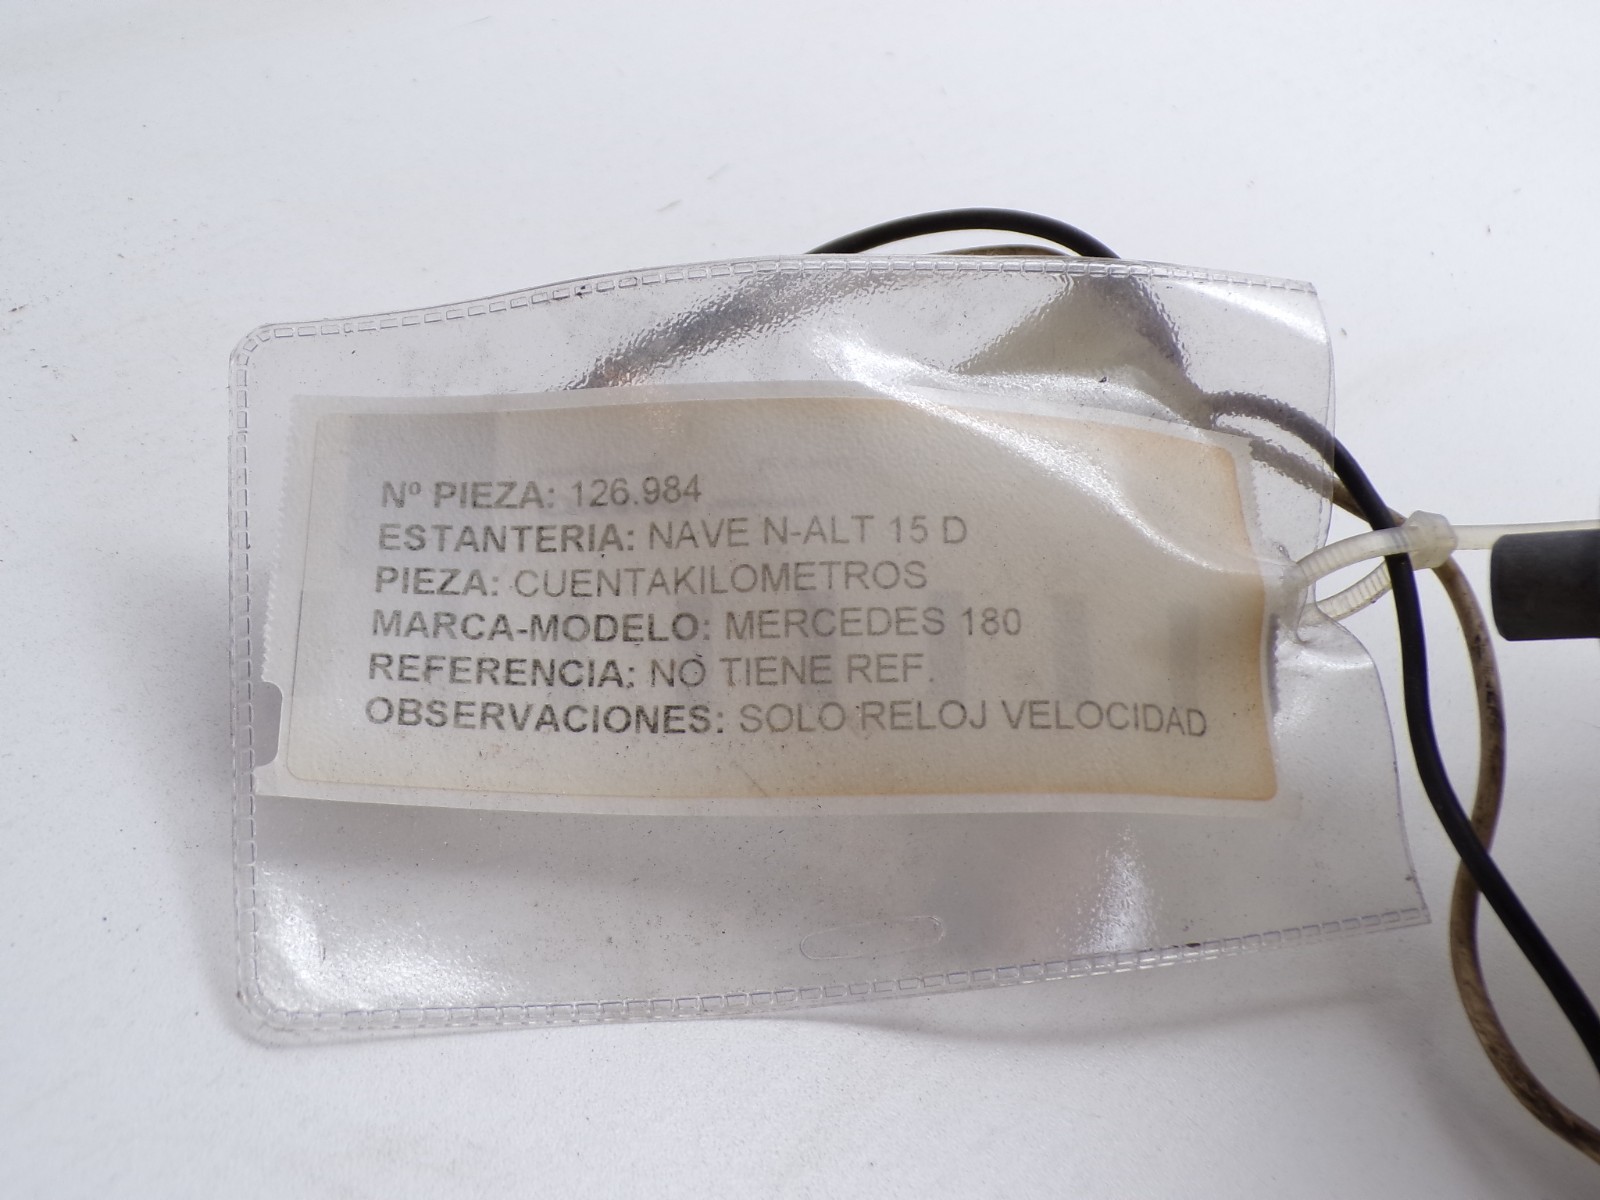 Nº PIEZA: 126.984
ESTANTERIA: NAVE N-ALT 15 D
PIEZA: CUENTAKILOMETROS
MARCA-MODELO: MERCEDES 180
REFERENCIA: NO TIENE REF.
OBSERVACIONES: SOLO RELOJ VELOCIDAD